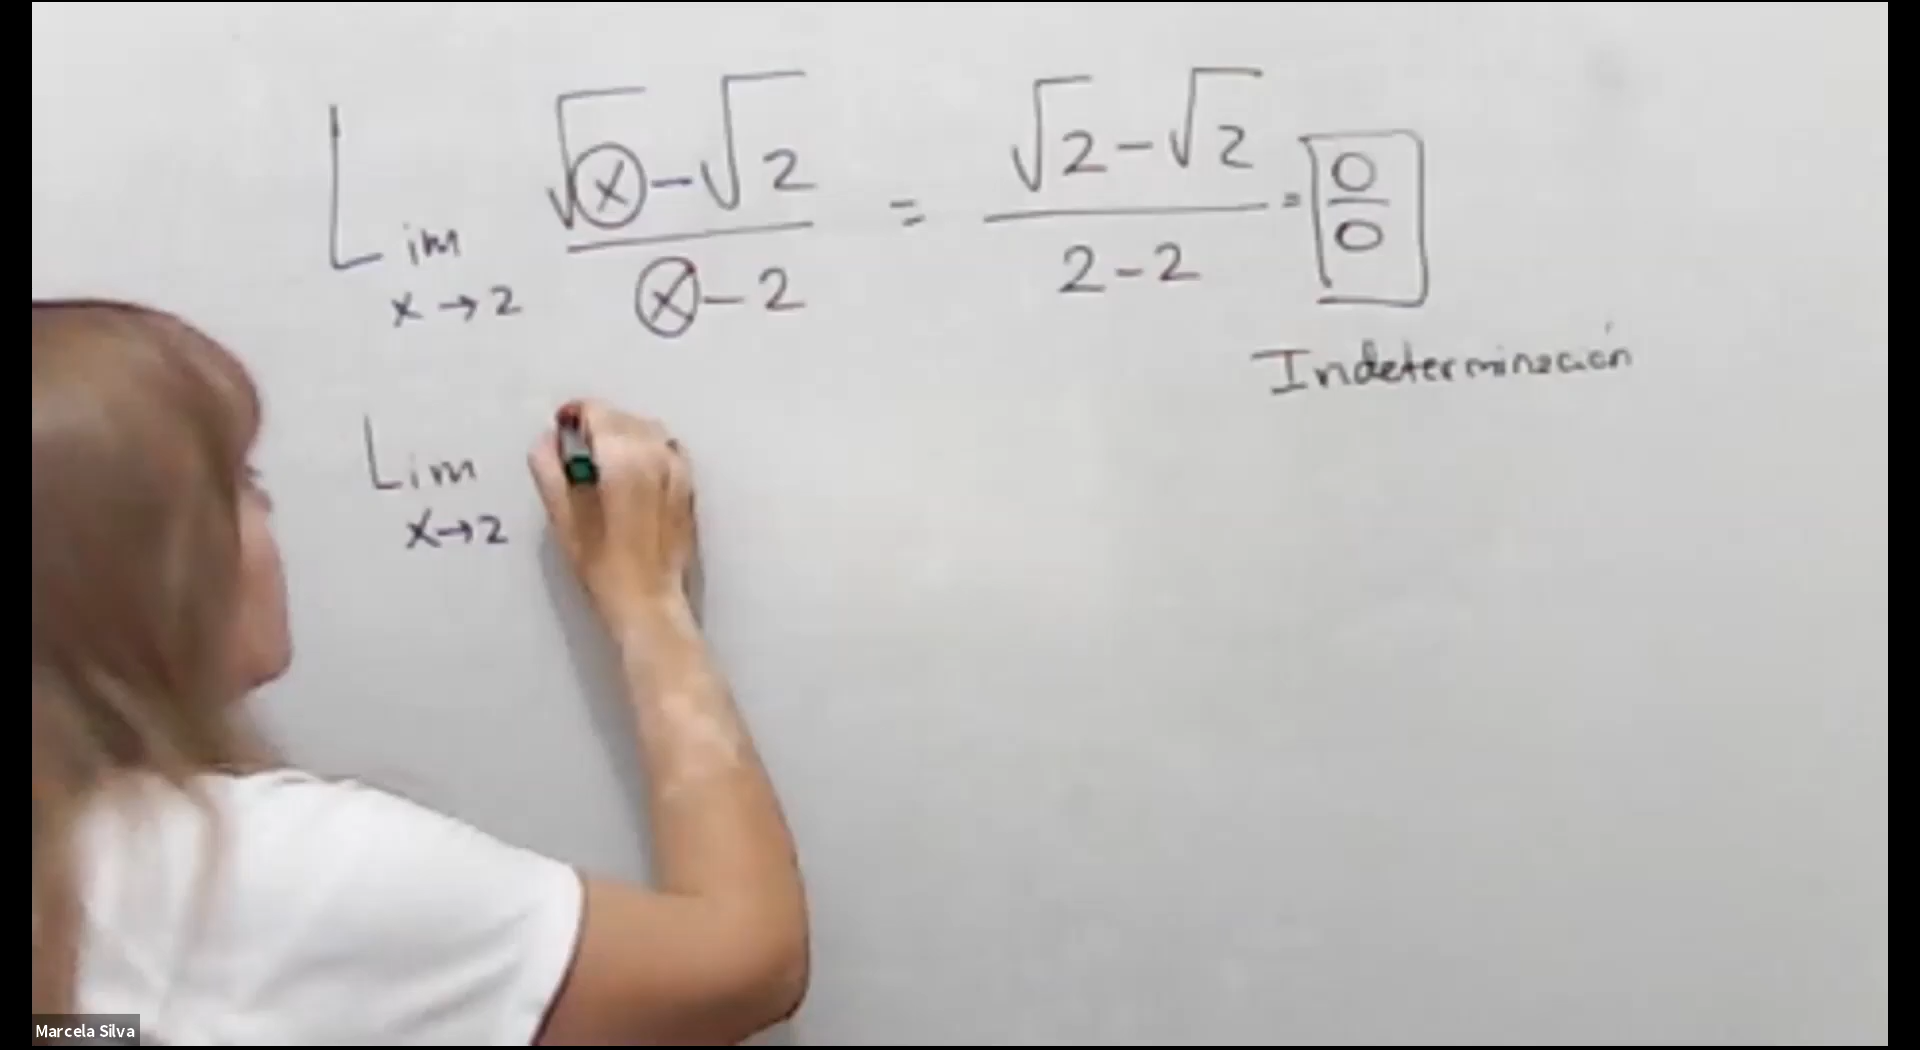 Lim x→2 (√x - √2)/(x - 2) = (√2 - √2)/(2 - 2) = 0/0
Indeterminación
Lim x→2
Marcela Silva